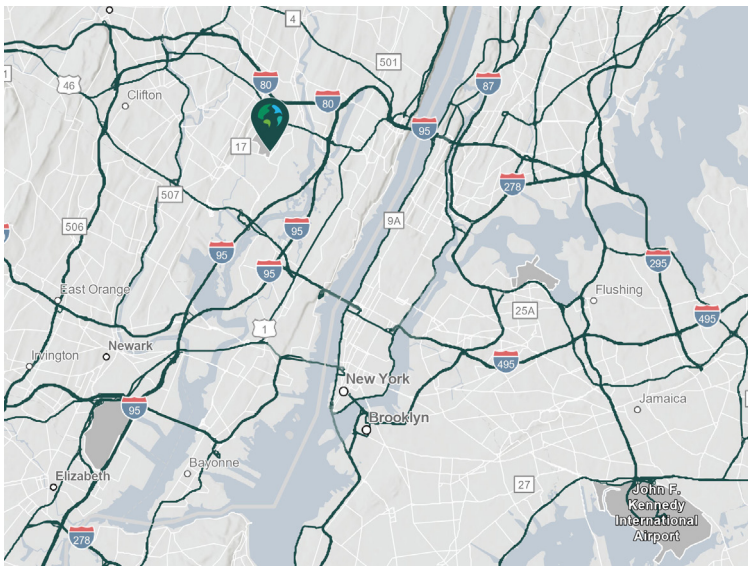 4
501
80
87
46
Clifton
80
95
17
278
507
9A
506
95
95
295
95
East Orange
Flushing
25A
495
1
Newark
Irvington
495
New York
95
Jamaica
Brooklyn
Bayonne
Elizabeth
27
John F.
Kennedy
International
Airport
278